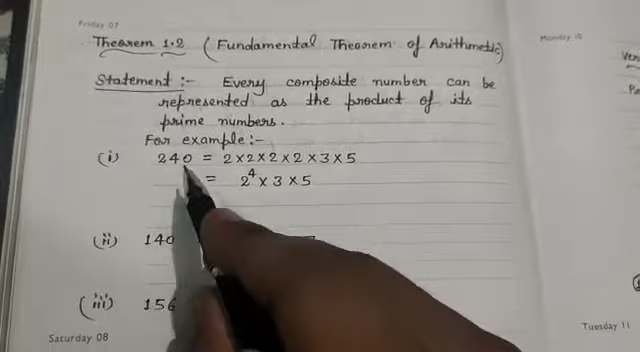 Friday 07
Monday 10
Theorem 1.2 (Fundamental Theorem of Arithmetic)
Statement :- Every composite number can be
represented as the product of its
prime numbers.
For example:-
(i) 240 = 2×2×2×2×3×5
= 2⁴×3×5
(ii) 140
(iii) 156
Saturday 08
Tuesday 11